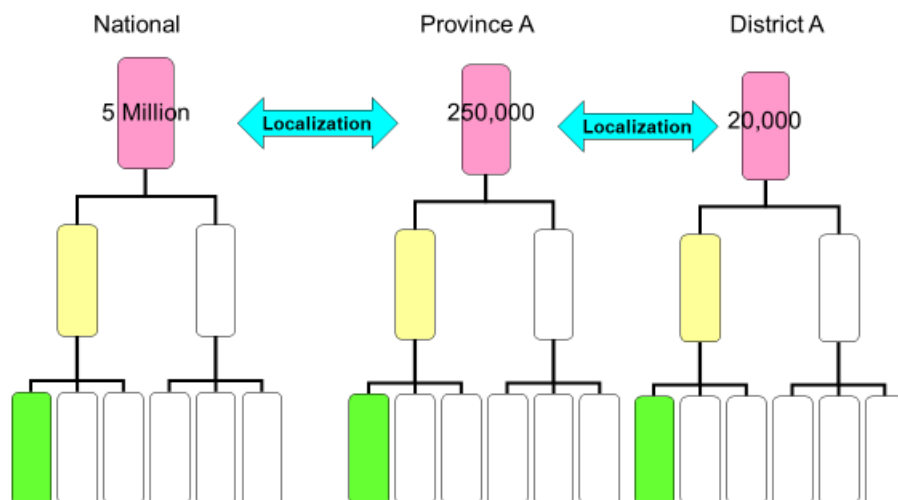 National
Province A
District A
5 Million
Localization
250,000
Localization
20,000